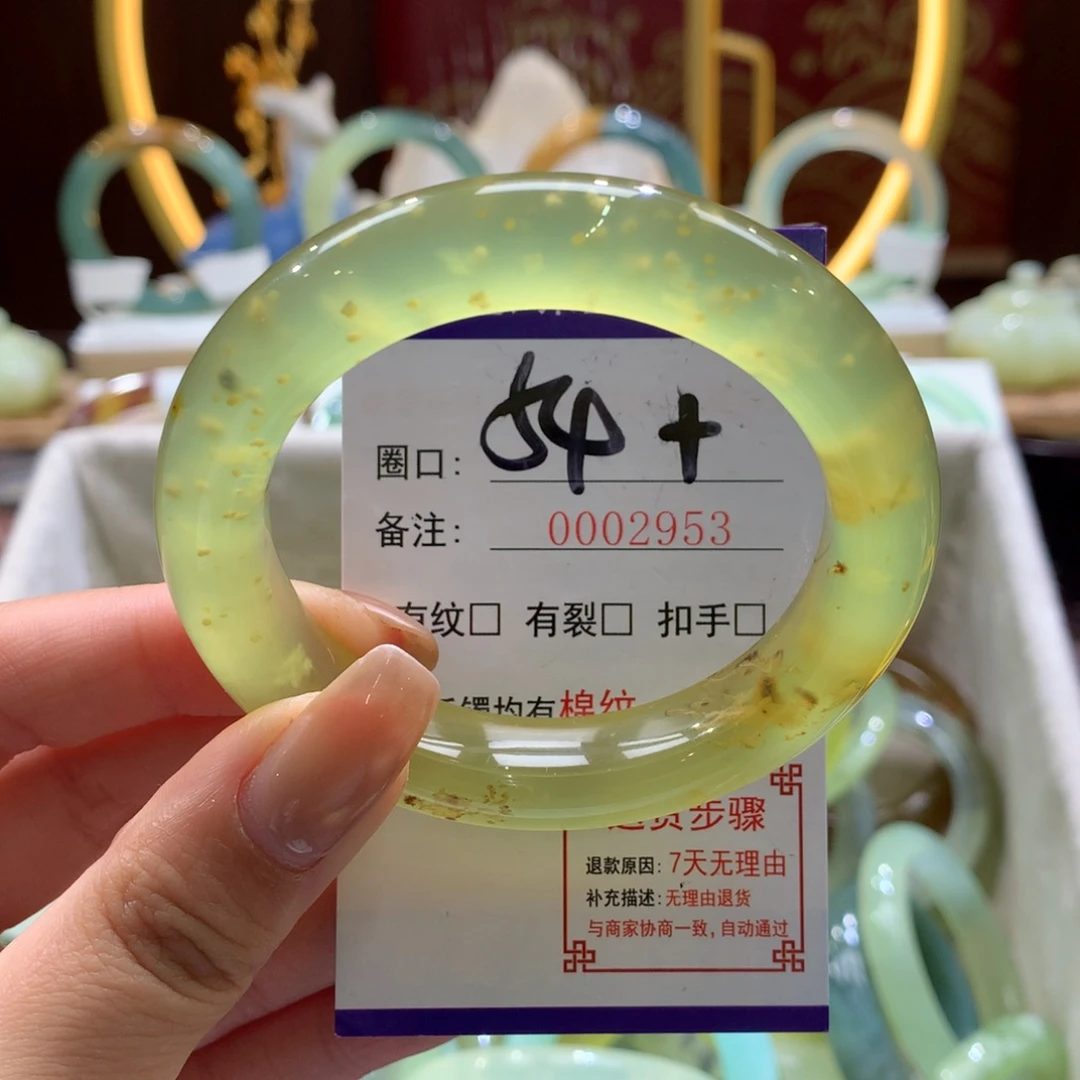 圈口: 54+
备注: 0002953
有纹□ 有裂□ 扣手□
手镯均有棉纹
退货步骤
退款原因: 7天无理由
补充描述: 无理由退货
与商家协商一致, 自动通过